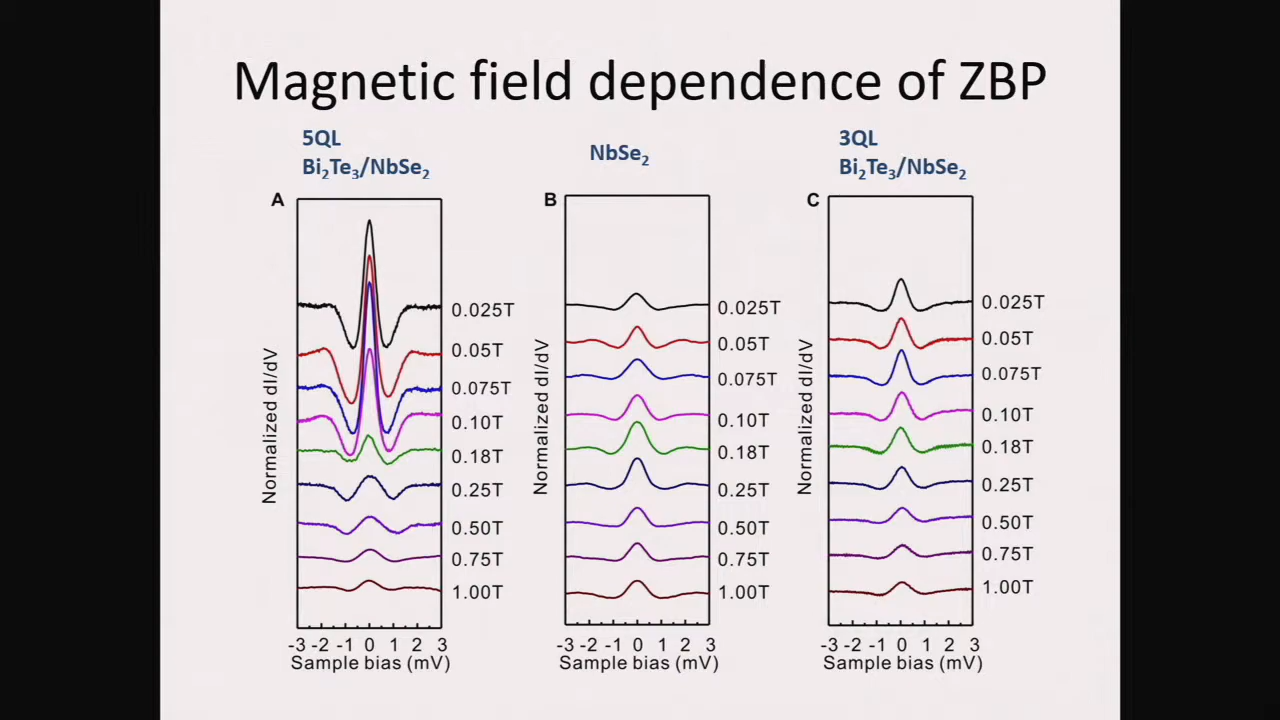 Magnetic field dependence of ZBP
5QL
Bi₂Te₃/NbSe₂
NbSe₂
3QL
Bi₂Te₃/NbSe₂
A
Normalized dI/dV
0.025T
0.05T
0.075T
0.10T
0.18T
0.25T
0.50T
0.75T
1.00T
-3 -2 -1 0 1 2 3
Sample bias (mV)
B
Normalized dI/dV
0.025T
0.05T
0.075T
0.10T
0.18T
0.25T
0.50T
0.75T
1.00T
-3 -2 -1 0 1 2 3
Sample bias (mV)
C
Normalized dI/dV
0.025T
0.05T
0.075T
0.10T
0.18T
0.25T
0.50T
0.75T
1.00T
-3 -2 -1 0 1 2 3
Sample bias (mV)